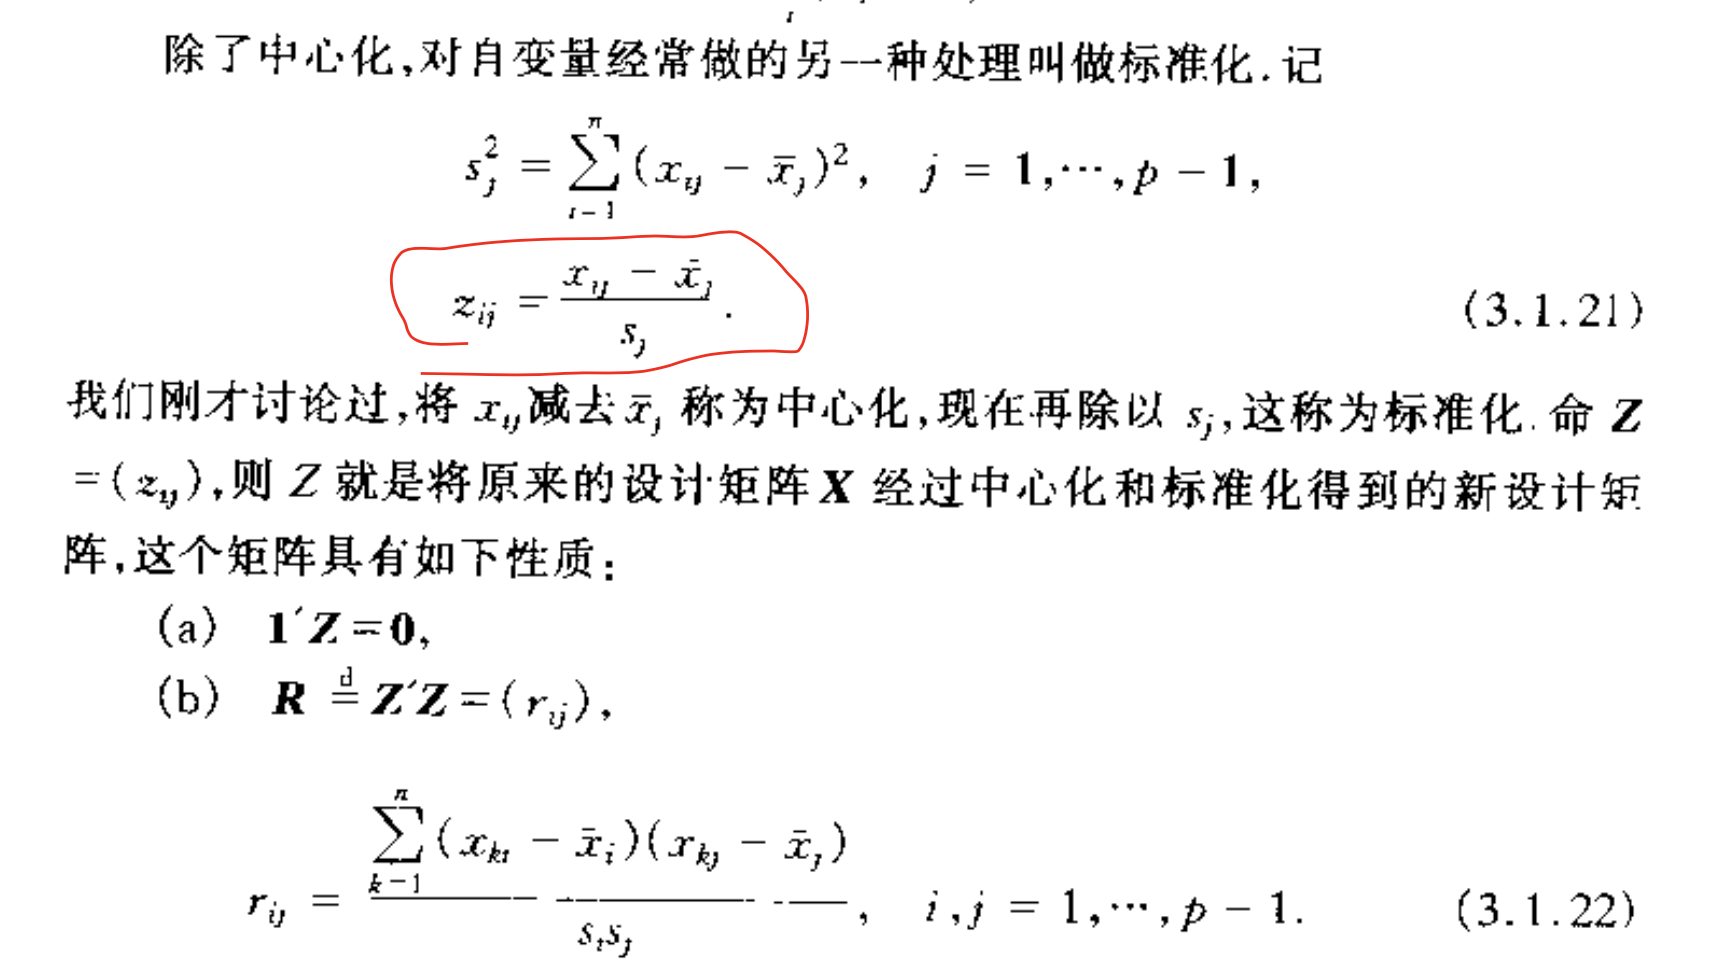 除了中心化,对自变量经常做的另一种处理叫做标准化.记
s_j^2 = \sum_{i=1}^{n} (x_{ij} - \bar{x}_j)^2, j = 1,⋯,p − 1,
z_{ij} = \frac{x_{ij} - \bar{x}_j}{s_j}. (3.1.21)
我们刚才讨论过,将 x_{ij} 减去 \bar{x}_j 称为中心化,现在再除以 s_j,这称为标准化.命 Z
=(z_{ij}),则 Z 就是将原来的设计矩阵 X 经过中心化和标准化得到的新设计矩
阵,这个矩阵具有如下性质:
(a) 1′Z = 0,
(b) R \overset{d}{=} Z′Z = (r_{ij}),
r_{ij} = \frac{\sum_{k=1}^{n} (x_{ki} - \bar{x}_i)(x_{kj} - \bar{x}_j)}{s_i s_j}, i,j = 1,⋯,p − 1. (3.1.22)